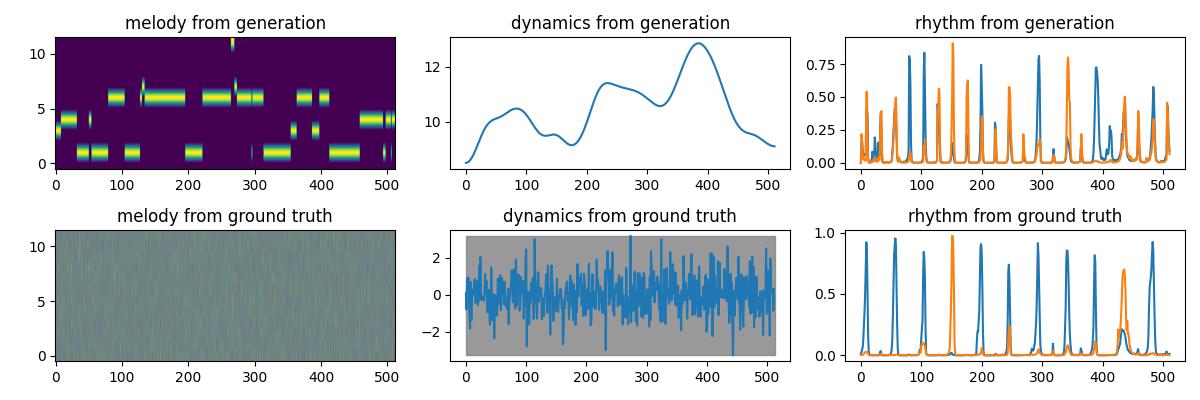 melody from generation
dynamics from generation
rhythm from generation
10
5
0
0 100 200 300 400 500
12
10
0 100 200 300 400 500
0.75
0.50
0.25
0.00
0 100 200 300 400 500
melody from ground truth
dynamics from ground truth
rhythm from ground truth
10
5
0
0 100 200 300 400 500
2
0
−2
0 100 200 300 400 500
1.0
0.5
0.0
0 100 200 300 400 500